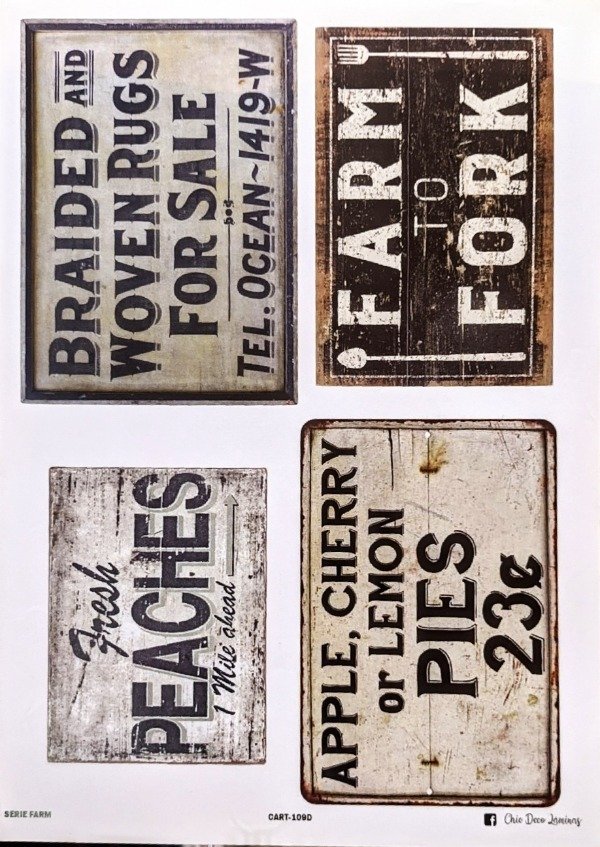 BRAIDED AND
WOVEN RUGS
FOR SALE
TEL. OCEAN~1419-W
FARM
TO
FORK
Fresh
PEACHES
1 Mile ahead
APPLE, CHERRY
or LEMON
PIES
23¢
SERIE FARM
CART-109D
Chic Deco Laminas